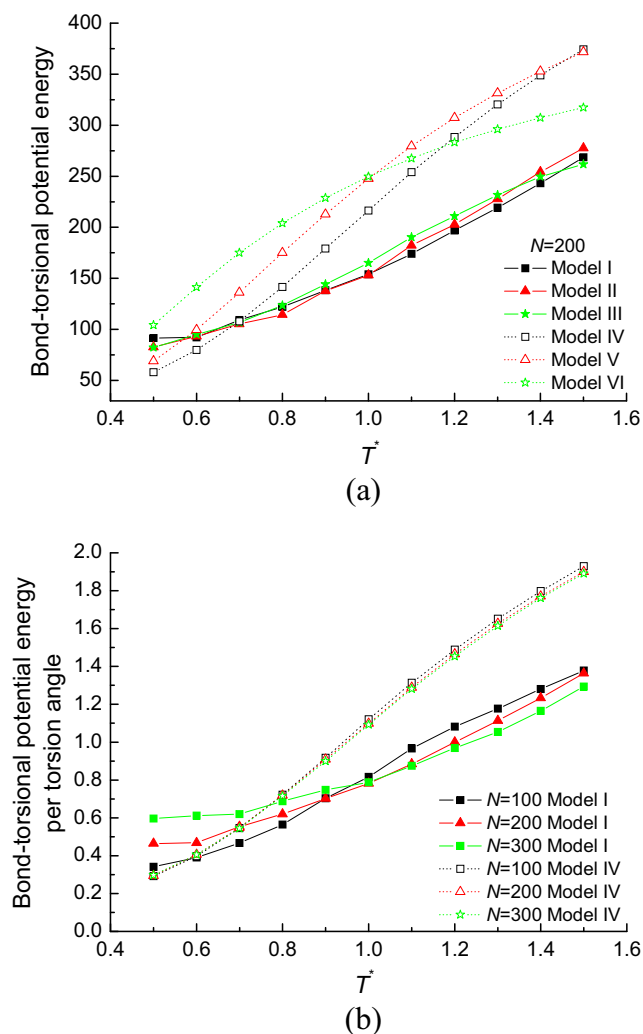 400
350
300
250
200
150
100
50
Bond-torsional potential energy
N=200
Model I
Model II
Model III
Model IV
Model V
Model VI
0.4 0.6 0.8 1.0 1.2 1.4 1.6
T*
(a)
2.0
1.8
1.6
1.4
1.2
1.0
0.8
0.6
0.4
0.2
0.0
Bond-torsional potential energy
per torsion angle
N=100 Model I
N=200 Model I
N=300 Model I
N=100 Model IV
N=200 Model IV
N=300 Model IV
0.4 0.6 0.8 1.0 1.2 1.4 1.6
T*
(b)